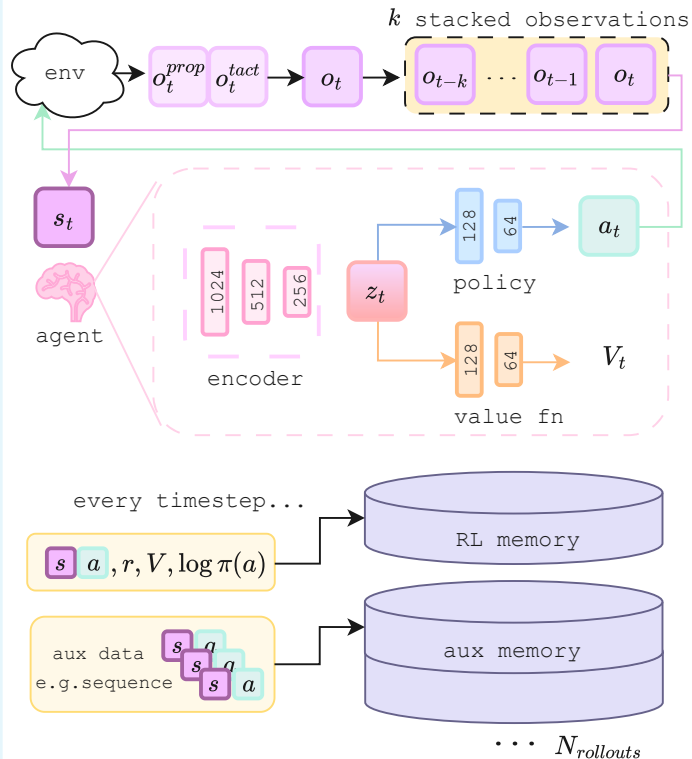 k stacked observations
env
o_t^{prop} o_t^{tact} o_t o_{t-k} ··· o_{t-1} o_t
s_t
agent
1024 512 256
encoder
z_t
128 64
policy
a_t
128 64
value fn
V_t
every timestep...
s a , r, V, log π(a)
RL memory
aux data
e.g.sequence
s a
s a
s a
aux memory
··· N_{rollouts}